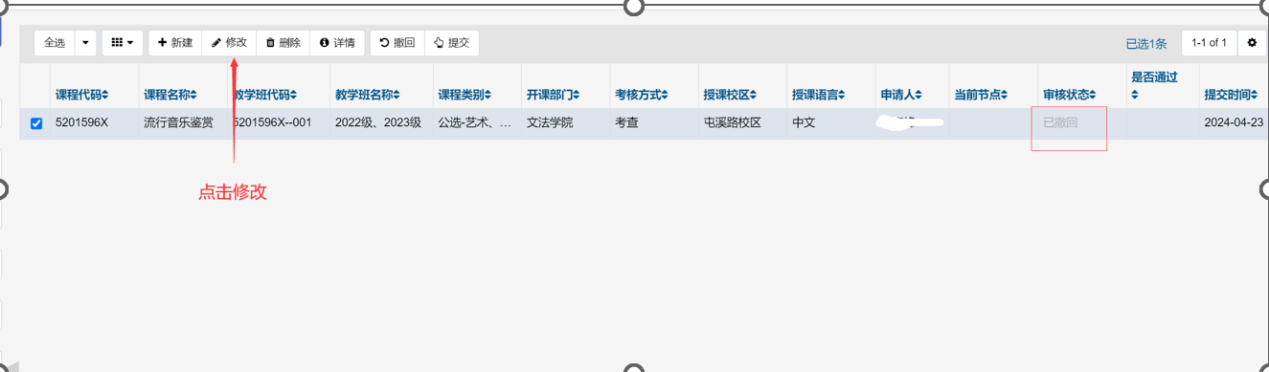 全选 新建 修改 删除 详情 撤回 提交 已选1条 1-1 of 1
课程代码 课程名称 教学班代码 教学班名称 课程类别 开课部门 考核方式 授课校区 授课语言 申请人 当前节点 审核状态 是否通过 提交时间
5201596X 流行音乐鉴赏 5201596X--001 2022级、2023级 公选-艺术、... 文法学院 考查 屯溪路校区 中文 已撤回 2024-04-23
点击修改